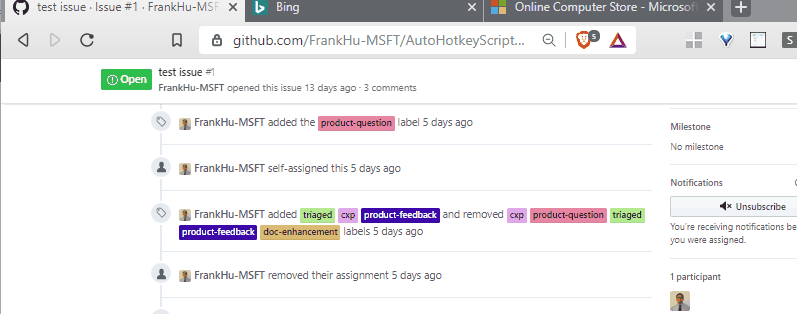 test issue · Issue #1 · FrankHu-MSF
Bing
Online Computer Store - Microsof
github.com/FrankHu-MSFT/AutoHotkeyScript...
5
Open
test issue #1
FrankHu-MSFT opened this issue 13 days ago · 3 comments
FrankHu-MSFT added the product-question label 5 days ago
Milestone
No milestone
FrankHu-MSFT self-assigned this 5 days ago
Notifications
Unsubscribe
FrankHu-MSFT added triaged cxp product-feedback and removed cxp product-question triaged
product-feedback doc-enhancement labels 5 days ago
You're receiving notifications be
you were assigned.
FrankHu-MSFT removed their assignment 5 days ago
1 participant